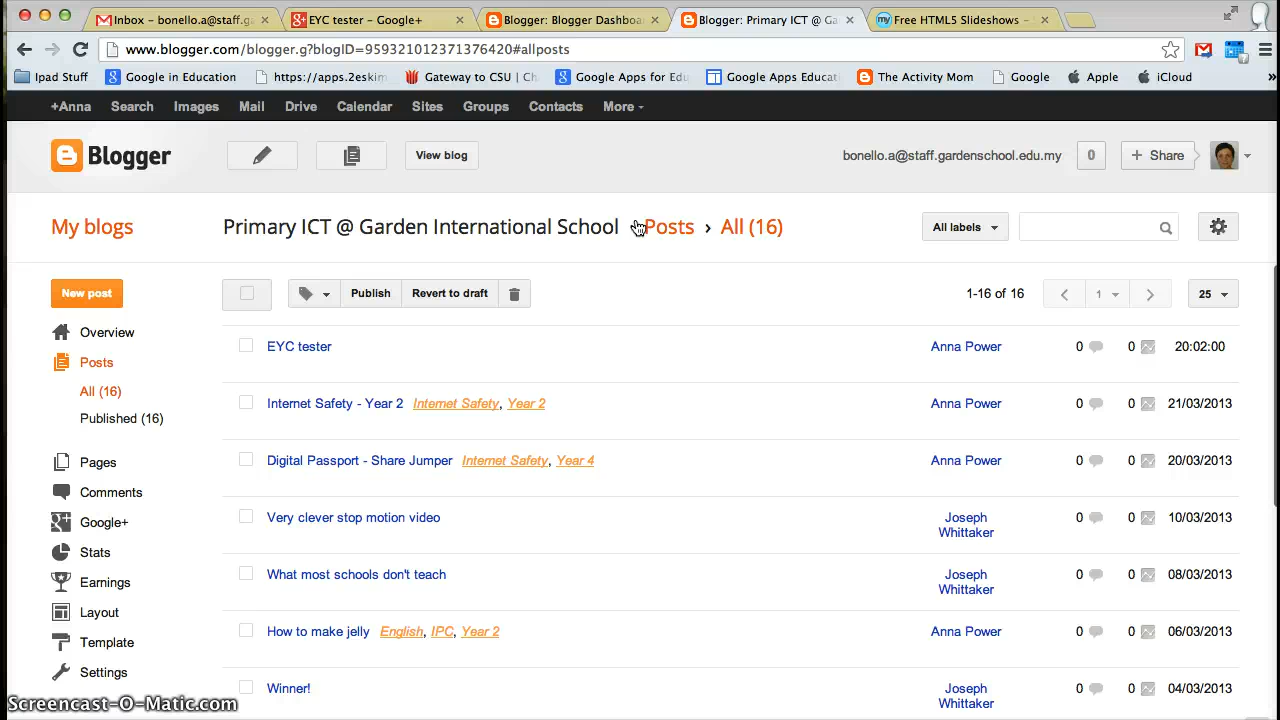 Inbox – bonello.a@staff.g
EYC tester - Google+
Blogger: Blogger Dashboa
Blogger: Primary ICT @ G
Free HTML5 Slideshows –
www.blogger.com/blogger.g?blogID=959321012371376420#allposts
Ipad Stuff
Google in Education
https://apps.2eskim
Gateway to CSU | Ch
Google Apps for Edu
Google Apps Educat
The Activity Mom
Google
Apple
iCloud
»
+Anna Search Images Mail Drive Calendar Sites Groups Contacts More
Blogger
View blog
bonello.a@staff.gardenschool.edu.my
0
+ Share
My blogs
Primary ICT @ Garden International School
Posts › All (16)
All labels
New post
Publish
Revert to draft
1-16 of 16
1
25
Overview
Posts
All (16)
Published (16)
Pages
Comments
Google+
Stats
Earnings
Layout
Template
Settings
EYC tester Anna Power 0 0 20:02:00
Internet Safety - Year 2 Internet Safety, Year 2 Anna Power 0 0 21/03/2013
Digital Passport - Share Jumper Internet Safety, Year 4 Anna Power 0 0 20/03/2013
Very clever stop motion video Joseph Whittaker 0 0 10/03/2013
What most schools don't teach Joseph Whittaker 0 0 08/03/2013
How to make jelly English, IPC, Year 2 Anna Power 0 0 06/03/2013
Winner! Joseph Whittaker 0 0 04/03/2013
Screencast-O-Matic.com